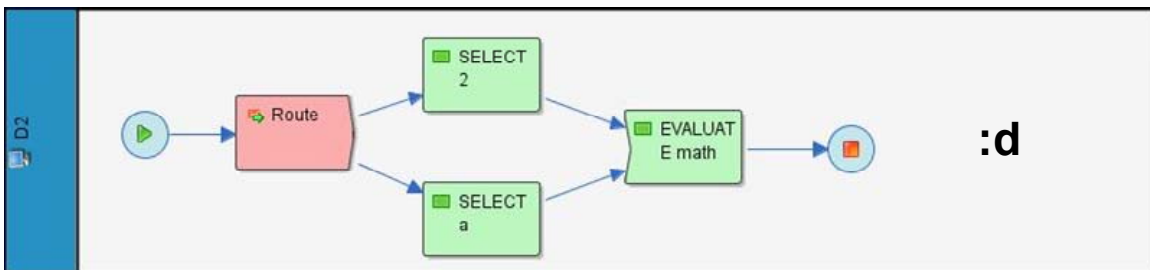 D2
Route
SELECT
2
SELECT
a
EVALUAT
E math
:d